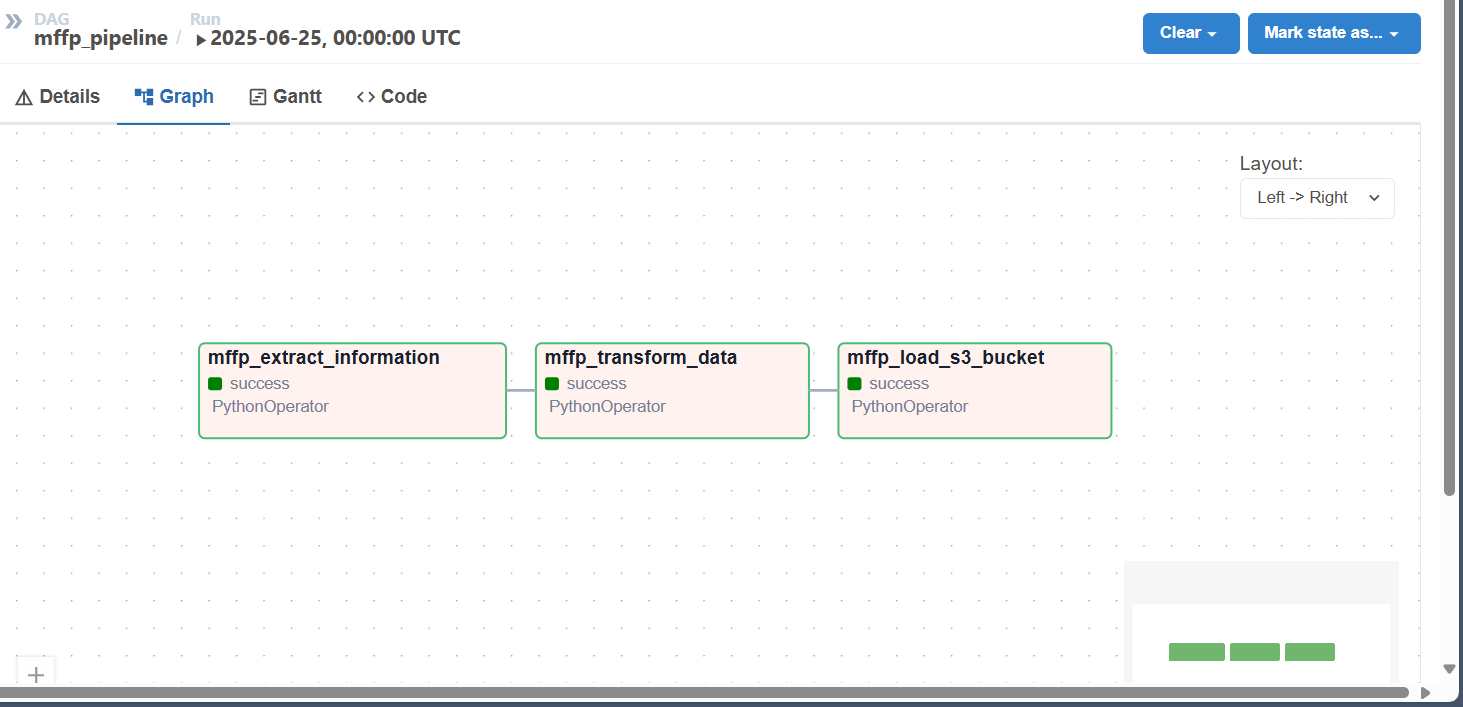 DAG
mffp_pipeline
/
Run
2025-06-25, 00:00:00 UTC
Clear
Mark state as...
Details
Graph
Gantt
Code
Layout:
Left -> Right
mffp_extract_information
success
PythonOperator
mffp_transform_data
success
PythonOperator
mffp_load_s3_bucket
success
PythonOperator